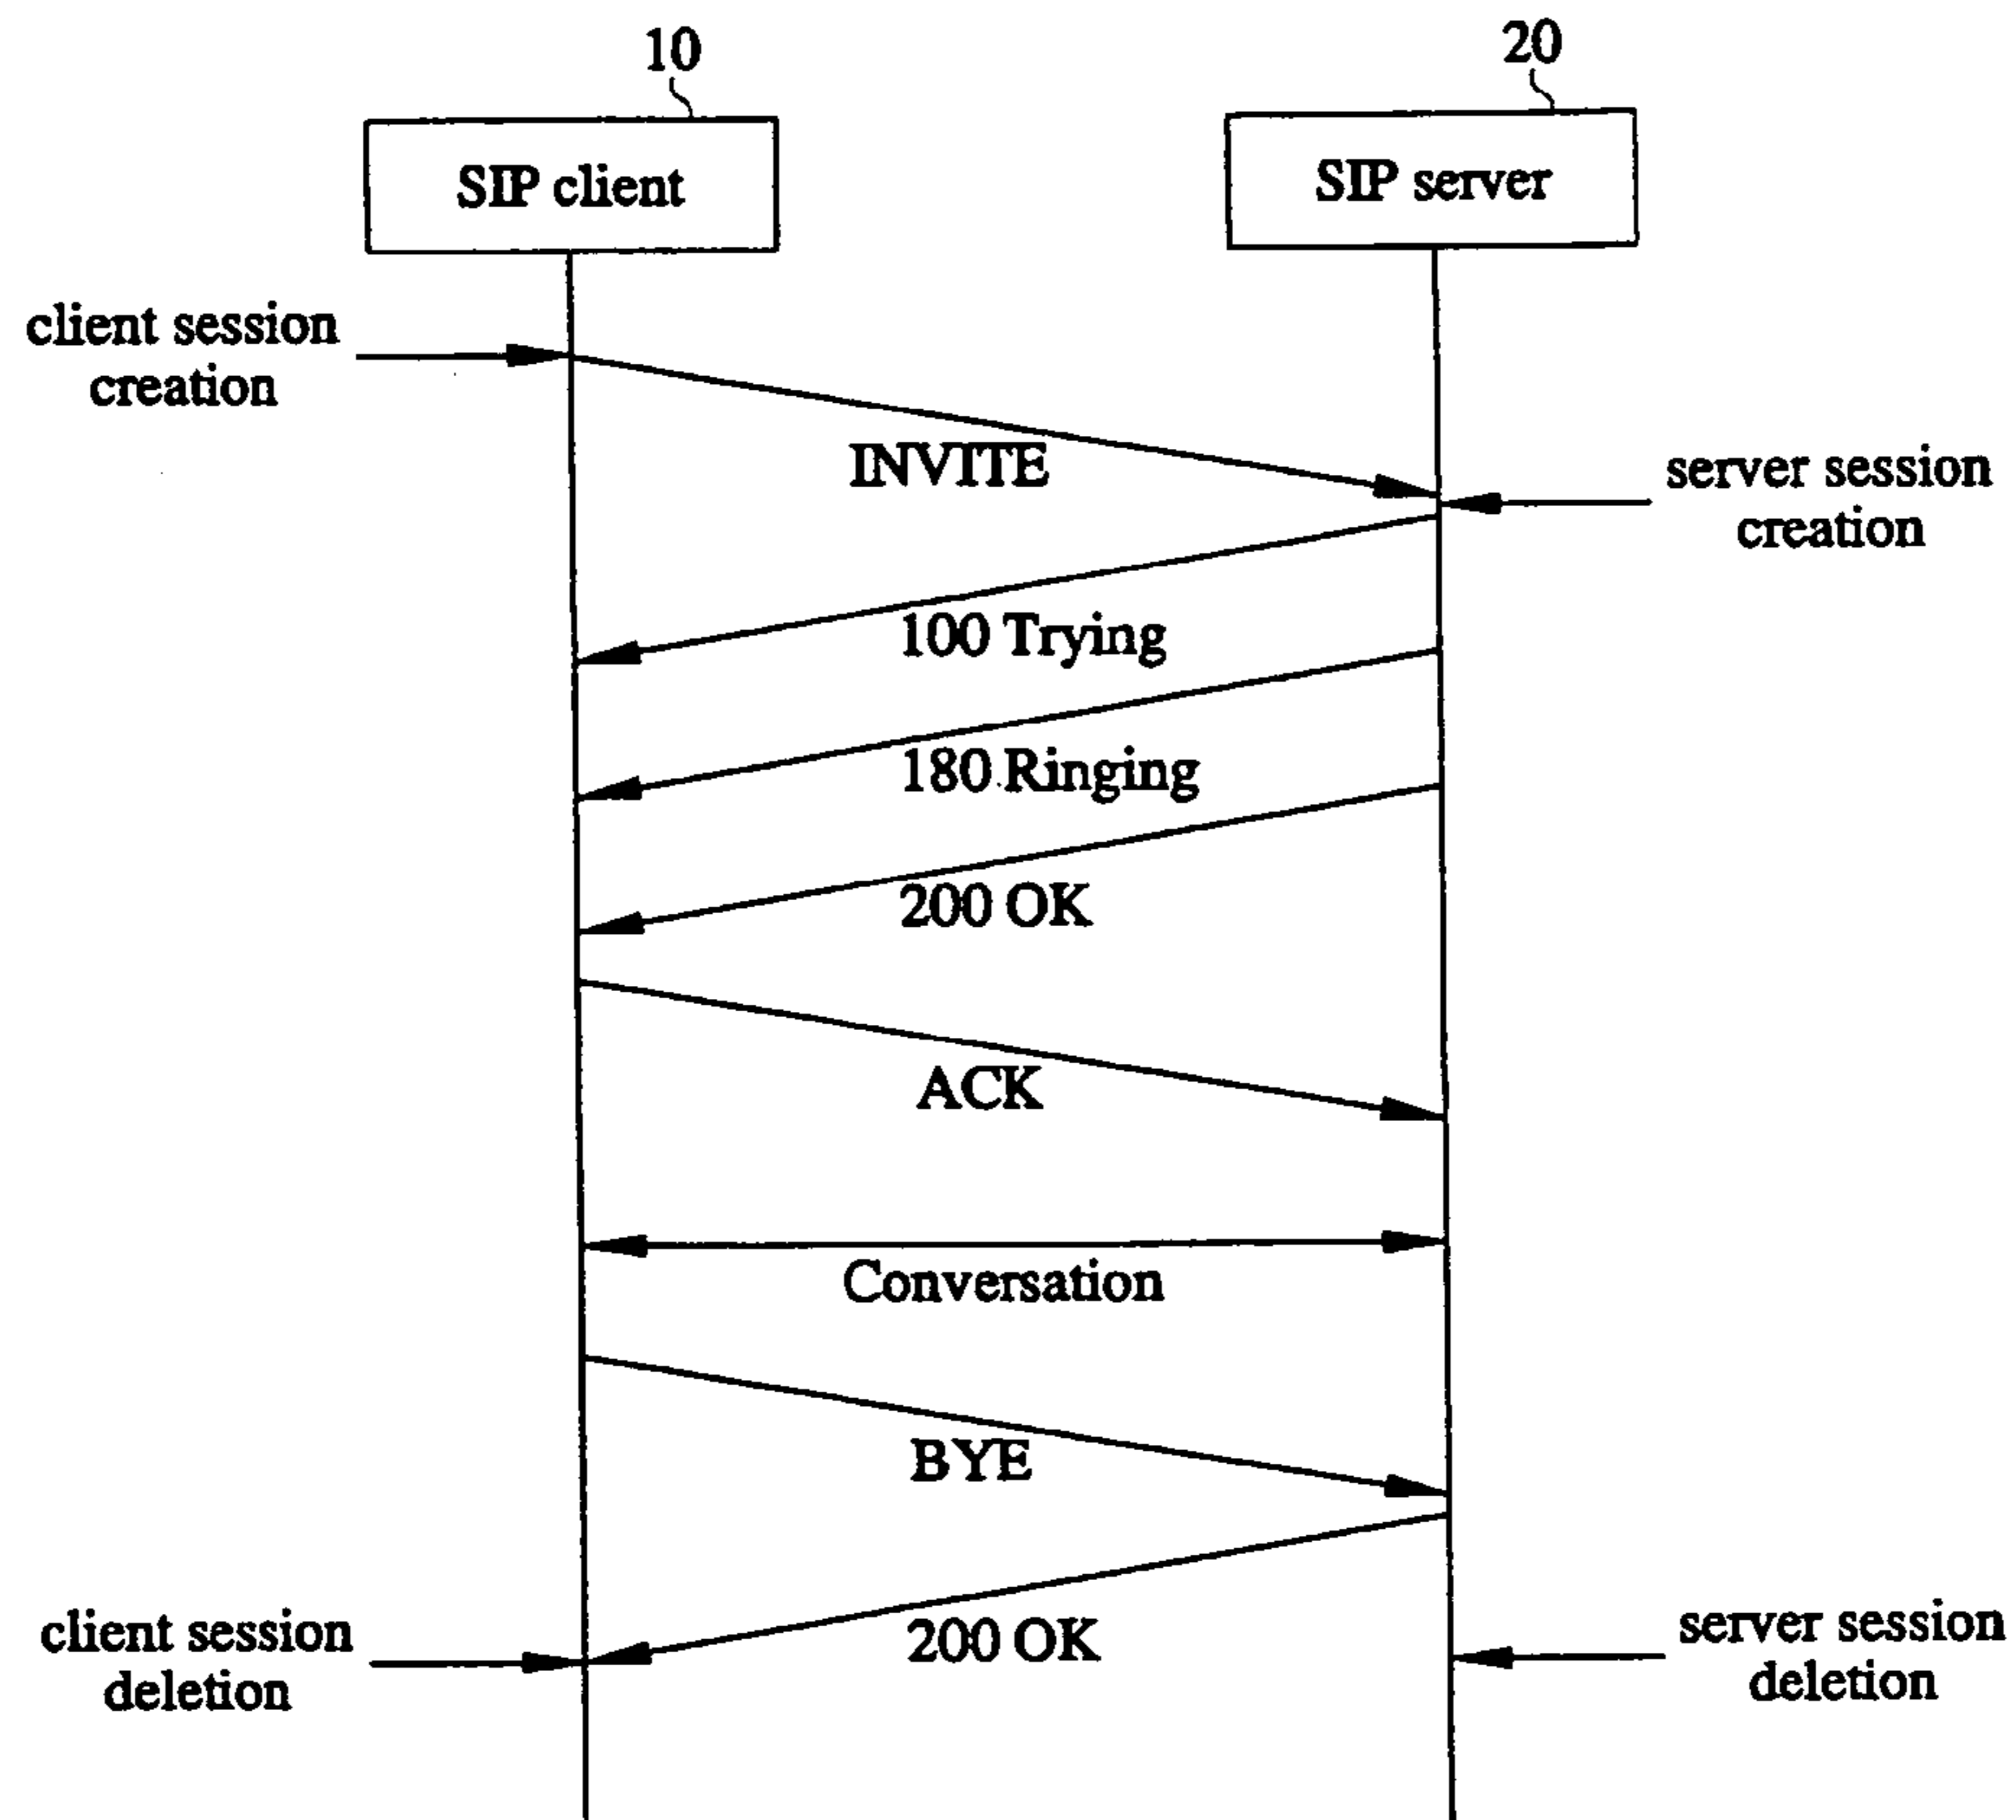 10
20
SIP client
SIP server
client session
creation
INVITE
server session
creation
100 Trying
180 Ringing
200 OK
ACK
Conversation
BYE
200 OK
client session
deletion
server session
deletion